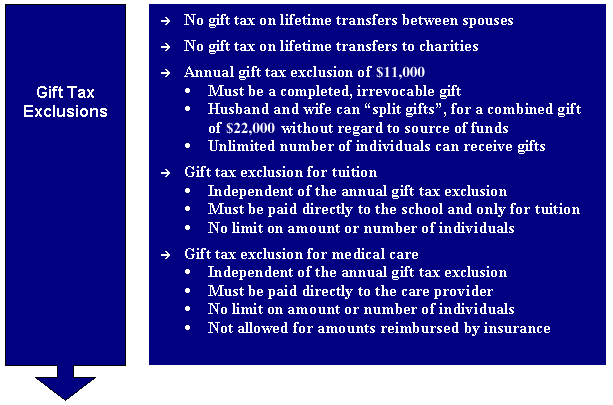 Gift Tax
Exclusions
→ No gift tax on lifetime transfers between spouses
→ No gift tax on lifetime transfers to charities
→ Annual gift tax exclusion of $11,000
• Must be a completed, irrevocable gift
• Husband and wife can “split gifts”, for a combined gift
of $22,000 without regard to source of funds
• Unlimited number of individuals can receive gifts
→ Gift tax exclusion for tuition
• Independent of the annual gift tax exclusion
• Must be paid directly to the school and only for tuition
• No limit on amount or number of individuals
→ Gift tax exclusion for medical care
• Independent of the annual gift tax exclusion
• Must be paid directly to the care provider
• No limit on amount or number of individuals
• Not allowed for amounts reimbursed by insurance